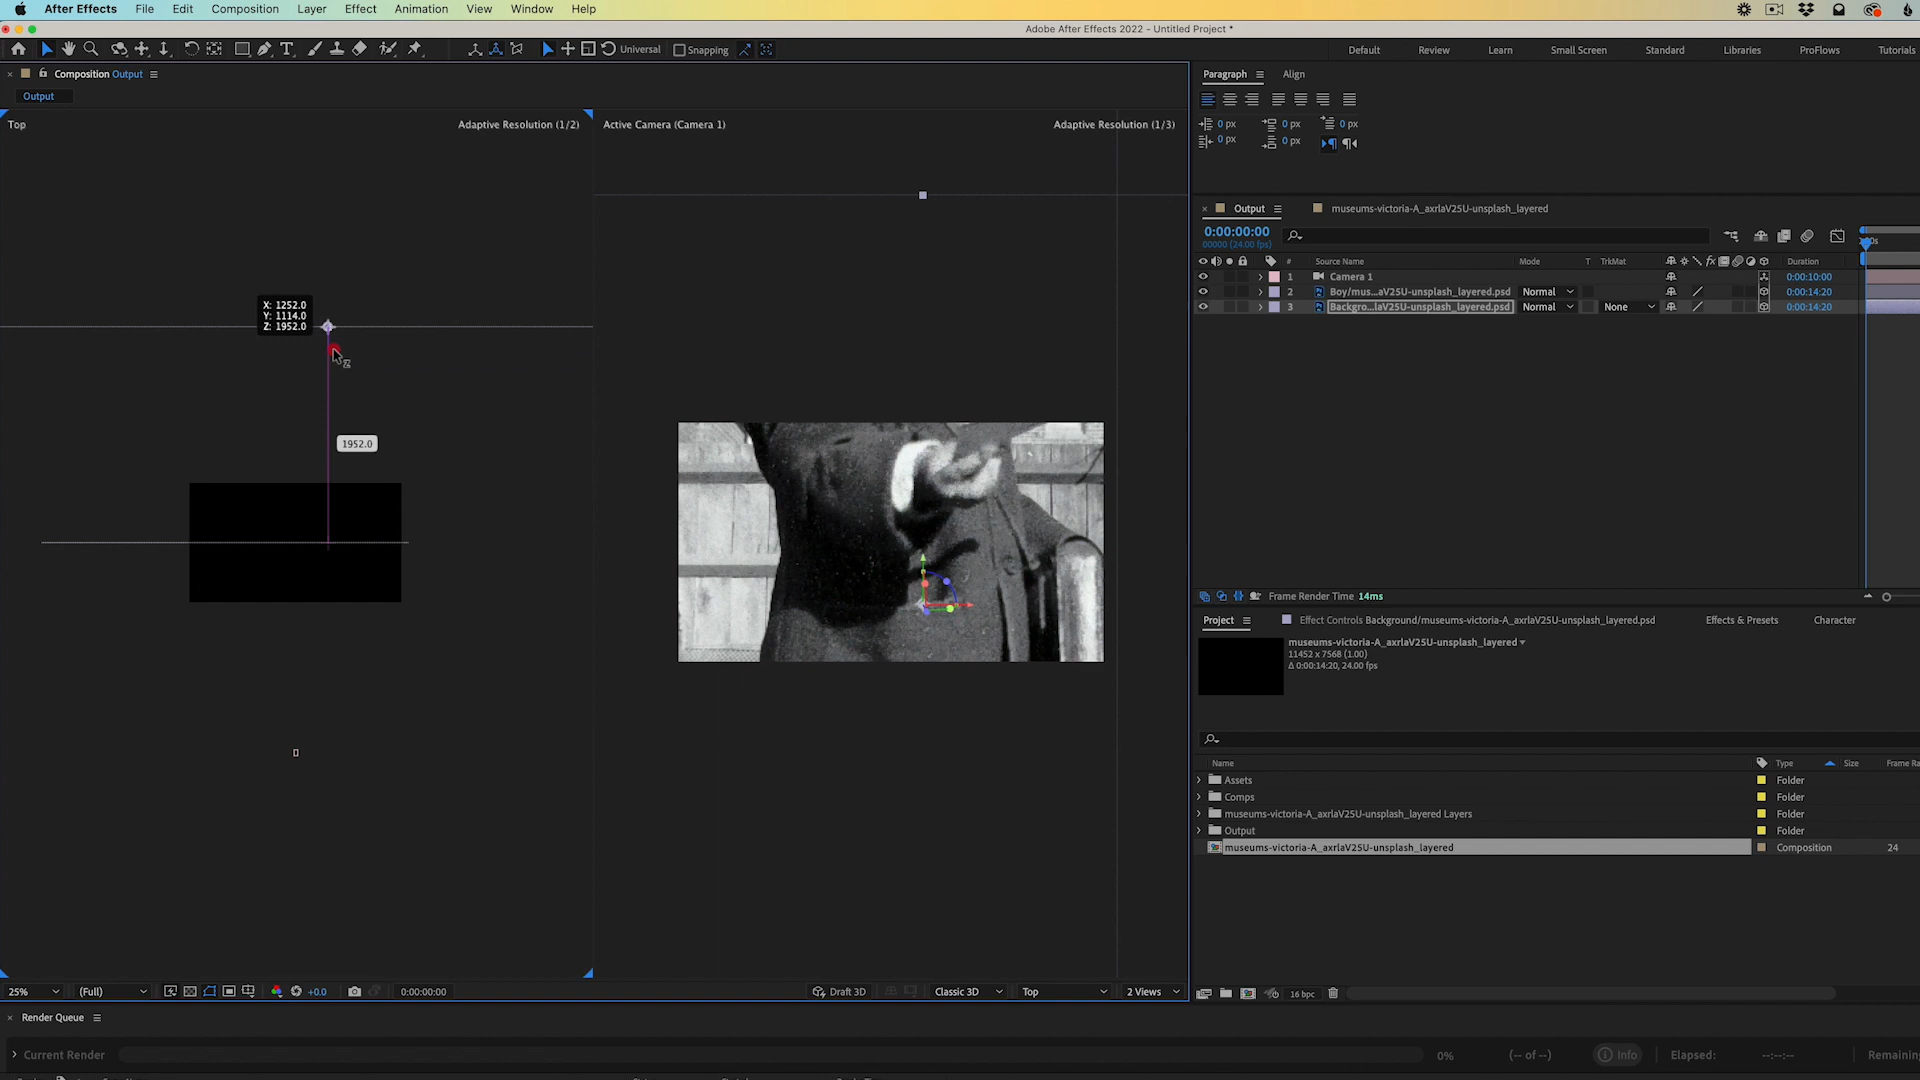 After Effects File Edit Composition Layer Effect Animation View Window Help
Adobe After Effects 2022 - Untitled Project *
Universal Snapping Default Review Learn Small Screen Standard Libraries ProFlows Tutorials
Composition Output
Output
Top Adaptive Resolution (1/2)
Active Camera (Camera 1) Adaptive Resolution (1/3)
X: 1252.0
Y: 1114.0
Z: 1952.0
1952.0
25% (Full) +0.0 0:00:00:00 Draft 3D Classic 3D Top 2 Views
Paragraph Align
0 px 0 px 0 px
0 px 0 px
Output museums-victoria-A_axrlaV25U-unsplash_layered
0:00:00:00
00000 (24.00 fps)
# Source Name Mode T TrkMat Duration
1 Camera 1 0:00:10:00
2 Boy/mus...aV25U-unsplash_layered.psd Normal 0:00:14:20
3 Backgro...laV25U-unsplash_layered.psd Normal None 0:00:14:20
Frame Render Time 14ms
Project Effect Controls Background/museums-victoria-A_axrlaV25U-unsplash_layered.psd Effects & Presets Character
museums-victoria-A_axrlaV25U-unsplash_layered
11452 x 7568 (1.00)
Δ 0:00:14:20, 24.00 fps
Name Type Size Frame Ra
Assets Folder
Comps Folder
museums-victoria-A_axrlaV25U-unsplash_layered Layers Folder
Output Folder
museums-victoria-A_axrlaV25U-unsplash_layered Composition 24
16 bpc
Render Queue
Current Render 0% (-- of --) Info Elapsed: --:--:-- Remaining